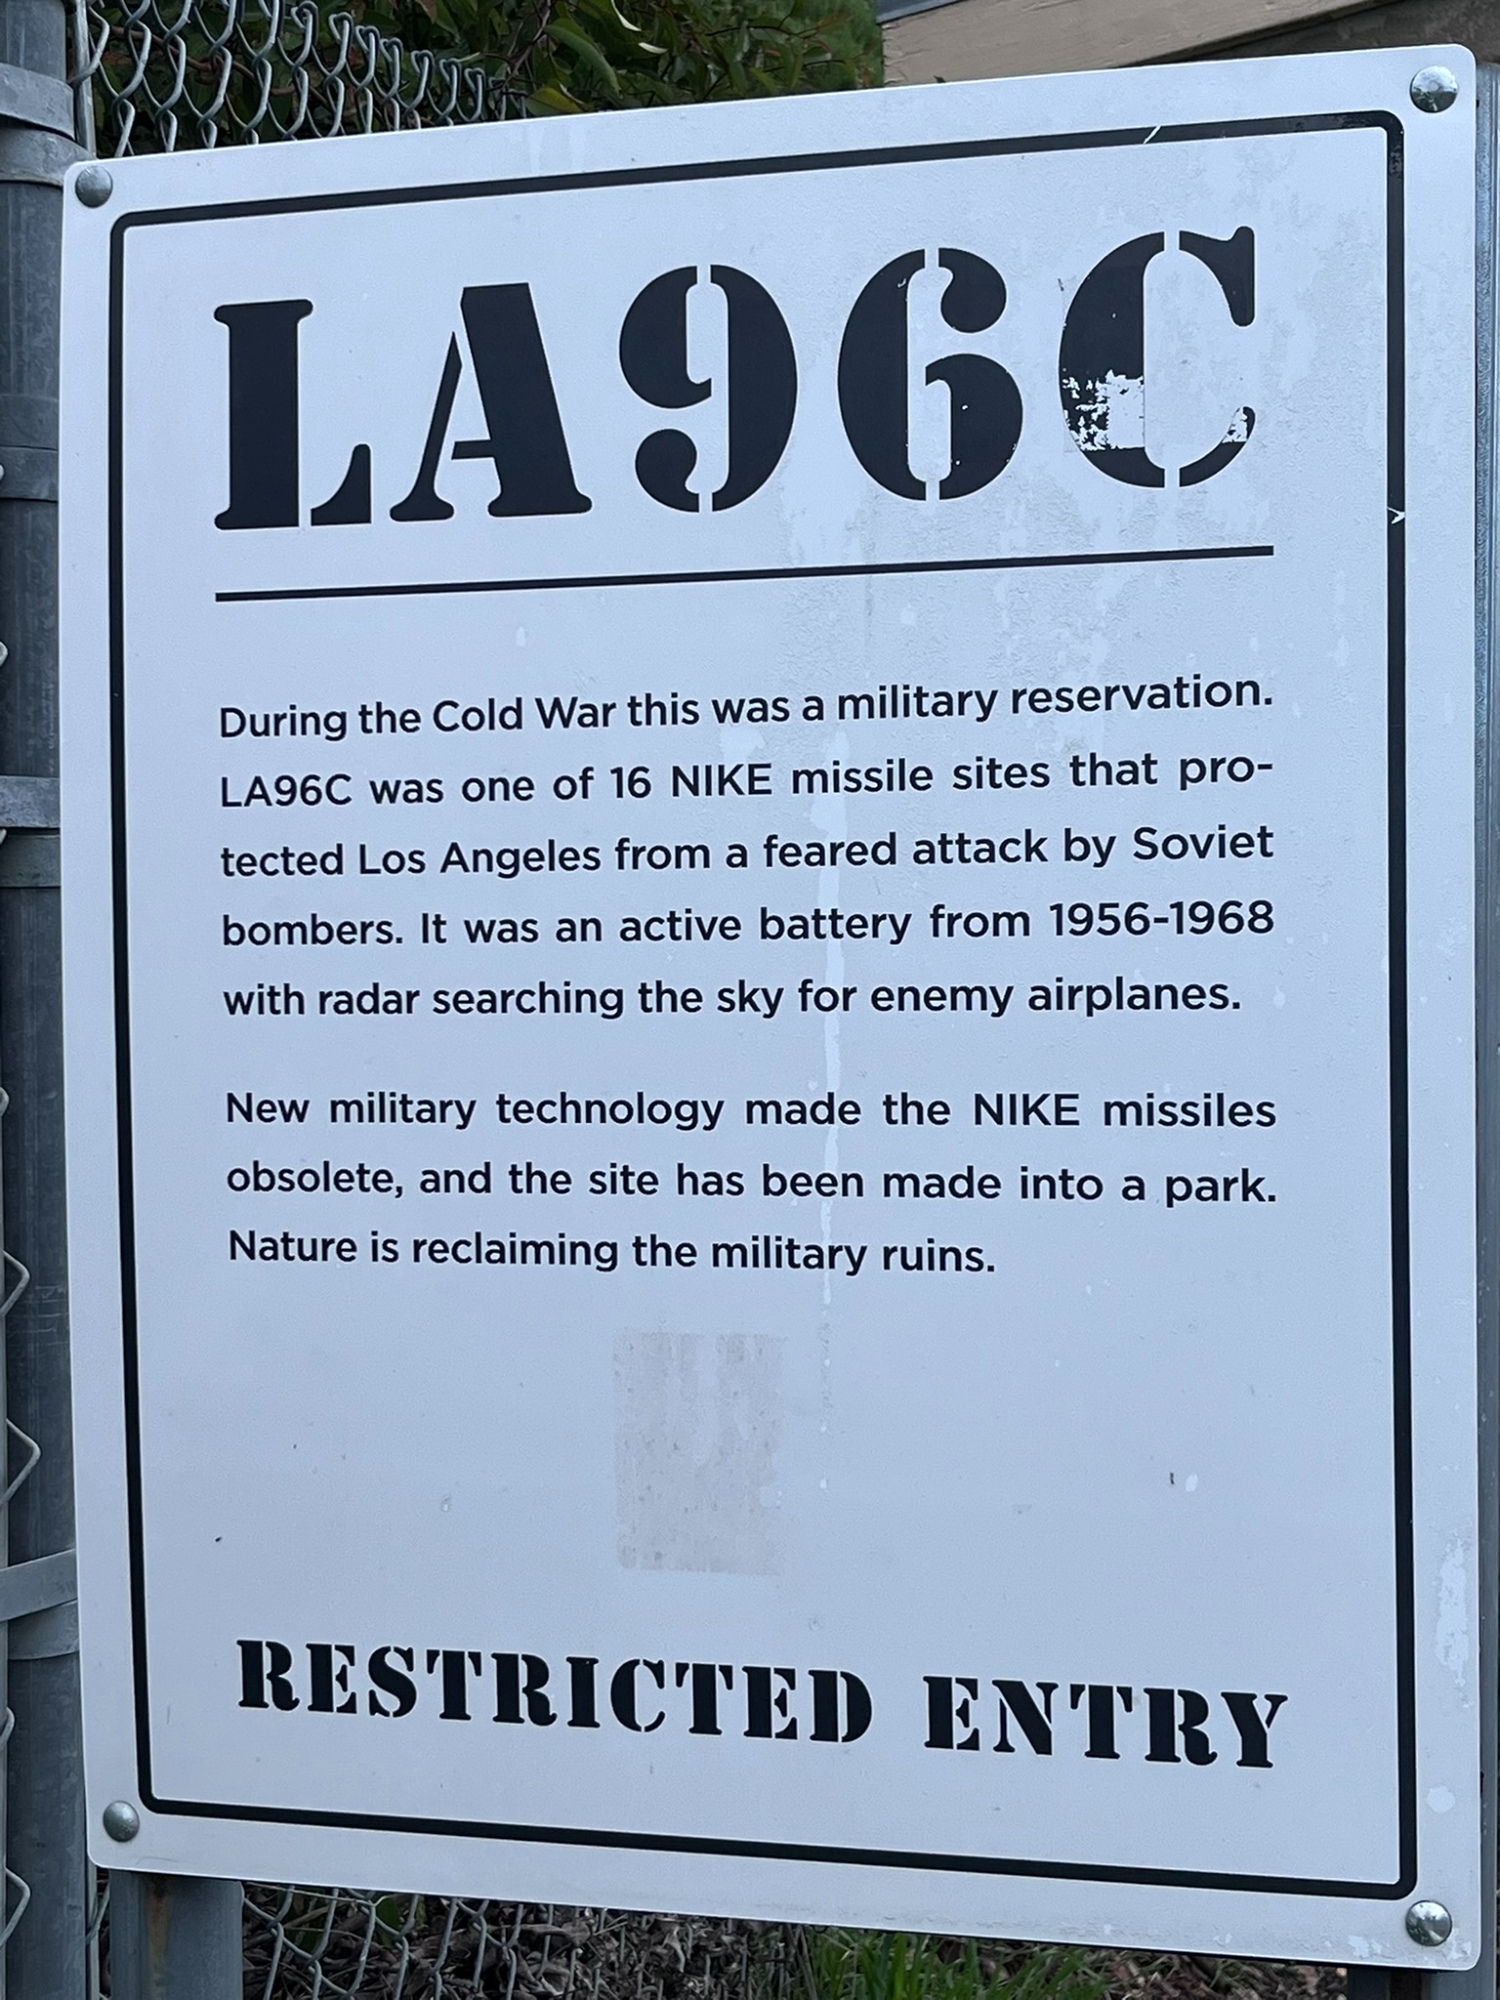 LA96C
During the Cold War this was a military reservation.
LA96C was one of 16 NIKE missile sites that pro-
tected Los Angeles from a feared attack by Soviet
bombers. It was an active battery from 1956-1968
with radar searching the sky for enemy airplanes.
New military technology made the NIKE missiles
obsolete, and the site has been made into a park.
Nature is reclaiming the military ruins.
RESTRICTED ENTRY